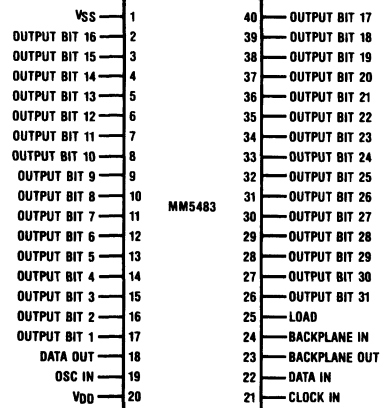 VSS 1 40 OUTPUT BIT 17
OUTPUT BIT 16 2 39 OUTPUT BIT 18
OUTPUT BIT 15 3 38 OUTPUT BIT 19
OUTPUT BIT 14 4 37 OUTPUT BIT 20
OUTPUT BIT 13 5 36 OUTPUT BIT 21
OUTPUT BIT 12 6 35 OUTPUT BIT 22
OUTPUT BIT 11 7 34 OUTPUT BIT 23
OUTPUT BIT 10 8 33 OUTPUT BIT 24
OUTPUT BIT 9 9 32 OUTPUT BIT 25
OUTPUT BIT 8 10 31 OUTPUT BIT 26
MM5483
OUTPUT BIT 7 11 30 OUTPUT BIT 27
OUTPUT BIT 6 12 29 OUTPUT BIT 28
OUTPUT BIT 5 13 28 OUTPUT BIT 29
OUTPUT BIT 4 14 27 OUTPUT BIT 30
OUTPUT BIT 3 15 26 OUTPUT BIT 31
OUTPUT BIT 2 16 25 LOAD
OUTPUT BIT 1 17 24 BACKPLANE IN
DATA OUT 18 23 BACKPLANE OUT
OSC IN 19 22 DATA IN
VDD 20 21 CLOCK IN